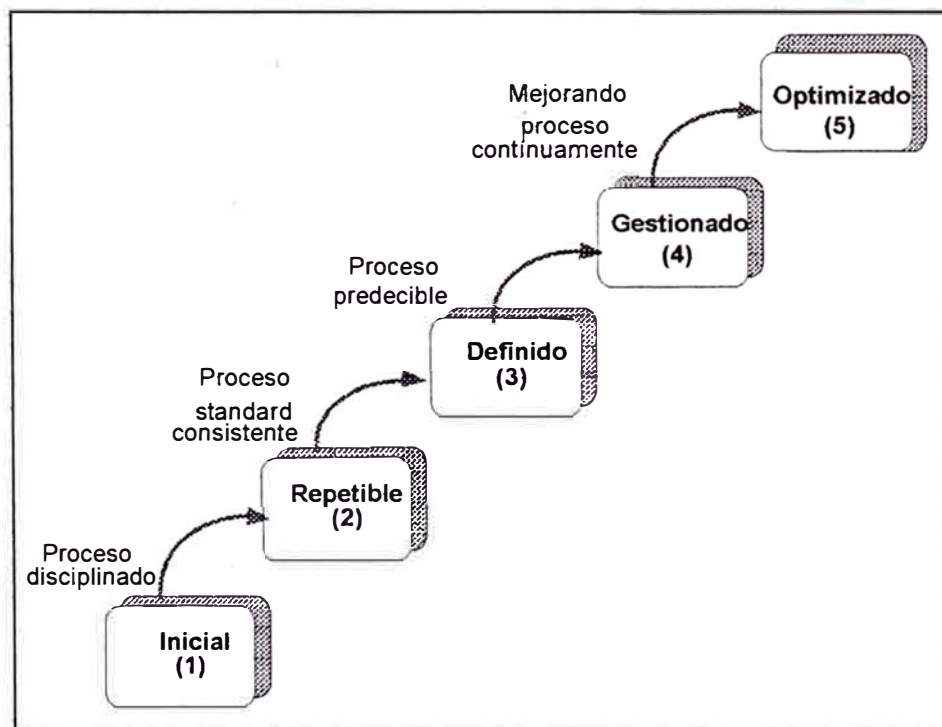 Mejorando
proceso
continuamente
Optimizado
(5)
Proceso
predecible
Gestionado
(4)
Proceso
standard
consistente
Definido
(3)
Proceso
disciplinado
Repetible
(2)
Inicial
(1)